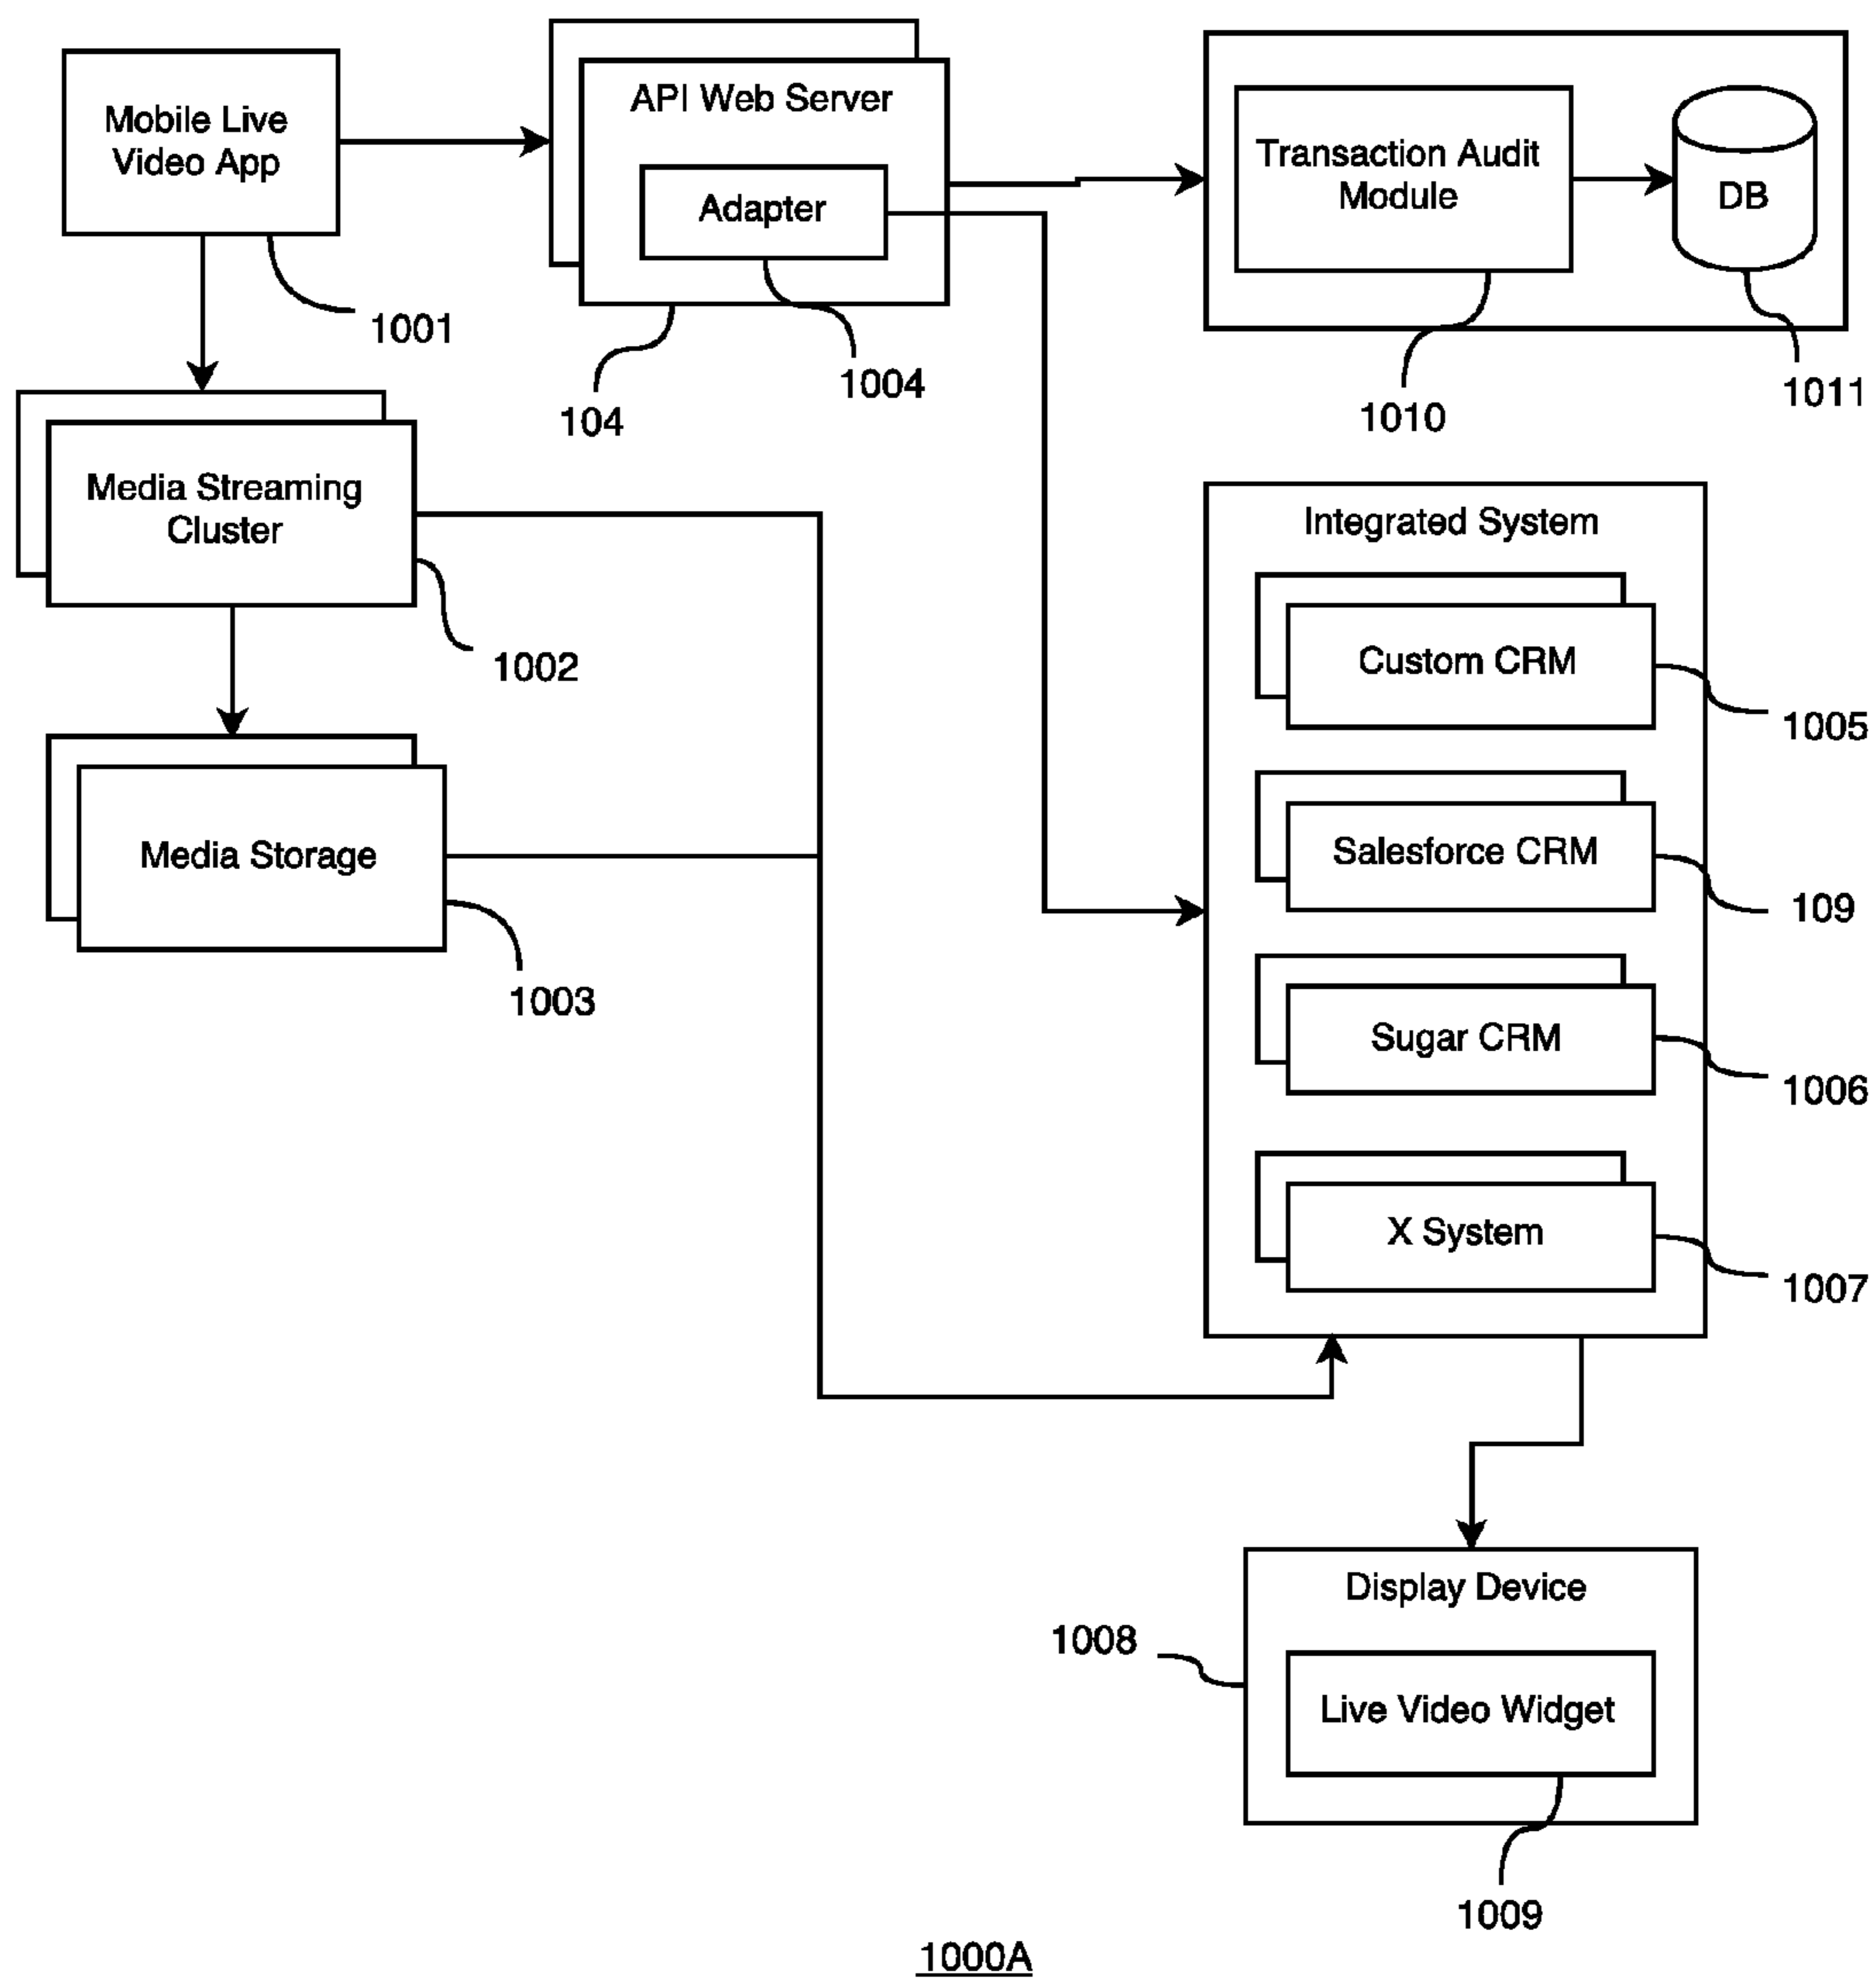 Mobile Live
Video App
1001
API Web Server
Adapter
104
1004
Transaction Audit
Module
DB
1010
1011
Media Streaming
Cluster
1002
Media Storage
1003
Integrated System
Custom CRM
1005
Salesforce CRM
109
Sugar CRM
1006
X System
1007
Display Device
1008
Live Video Widget
1009
1000A